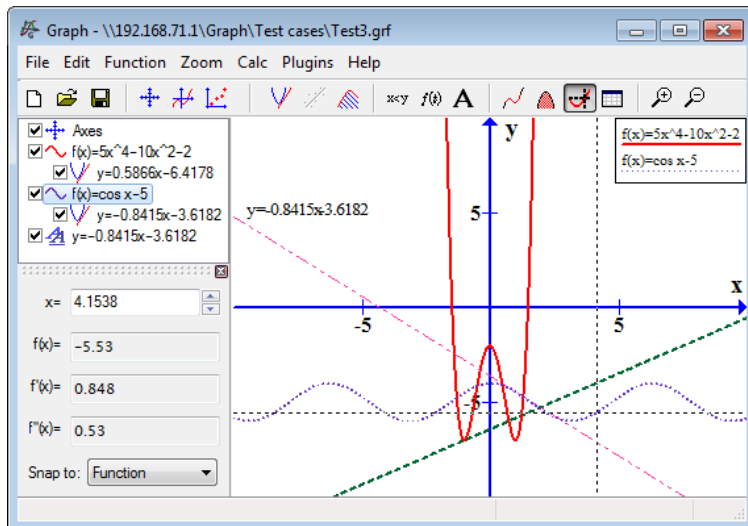 Graph - \\192.168.71.1\Graph\Test cases\Test3.grf
File Edit Function Zoom Calc Plugins Help
x<y f(x) A
Axes
f(x)=5x^4-10x^2-2
y=0.5866x-6.4178
f(x)=cos x-5
y=-0.8415x-3.6182
y=-0.8415x-3.6182
x= 4.1538
f(x)= -5.53
f'(x)= 0.848
f''(x)= 0.53
Snap to: Function
y
f(x)=5x^4-10x^2-2
f(x)=cos x-5
y=-0.8415x-3.6182
5
x
-5 5
-5